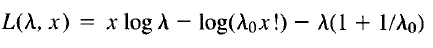 L(λ, x) = x log λ − log(λ₀x!) − λ(1 + 1/λ₀)